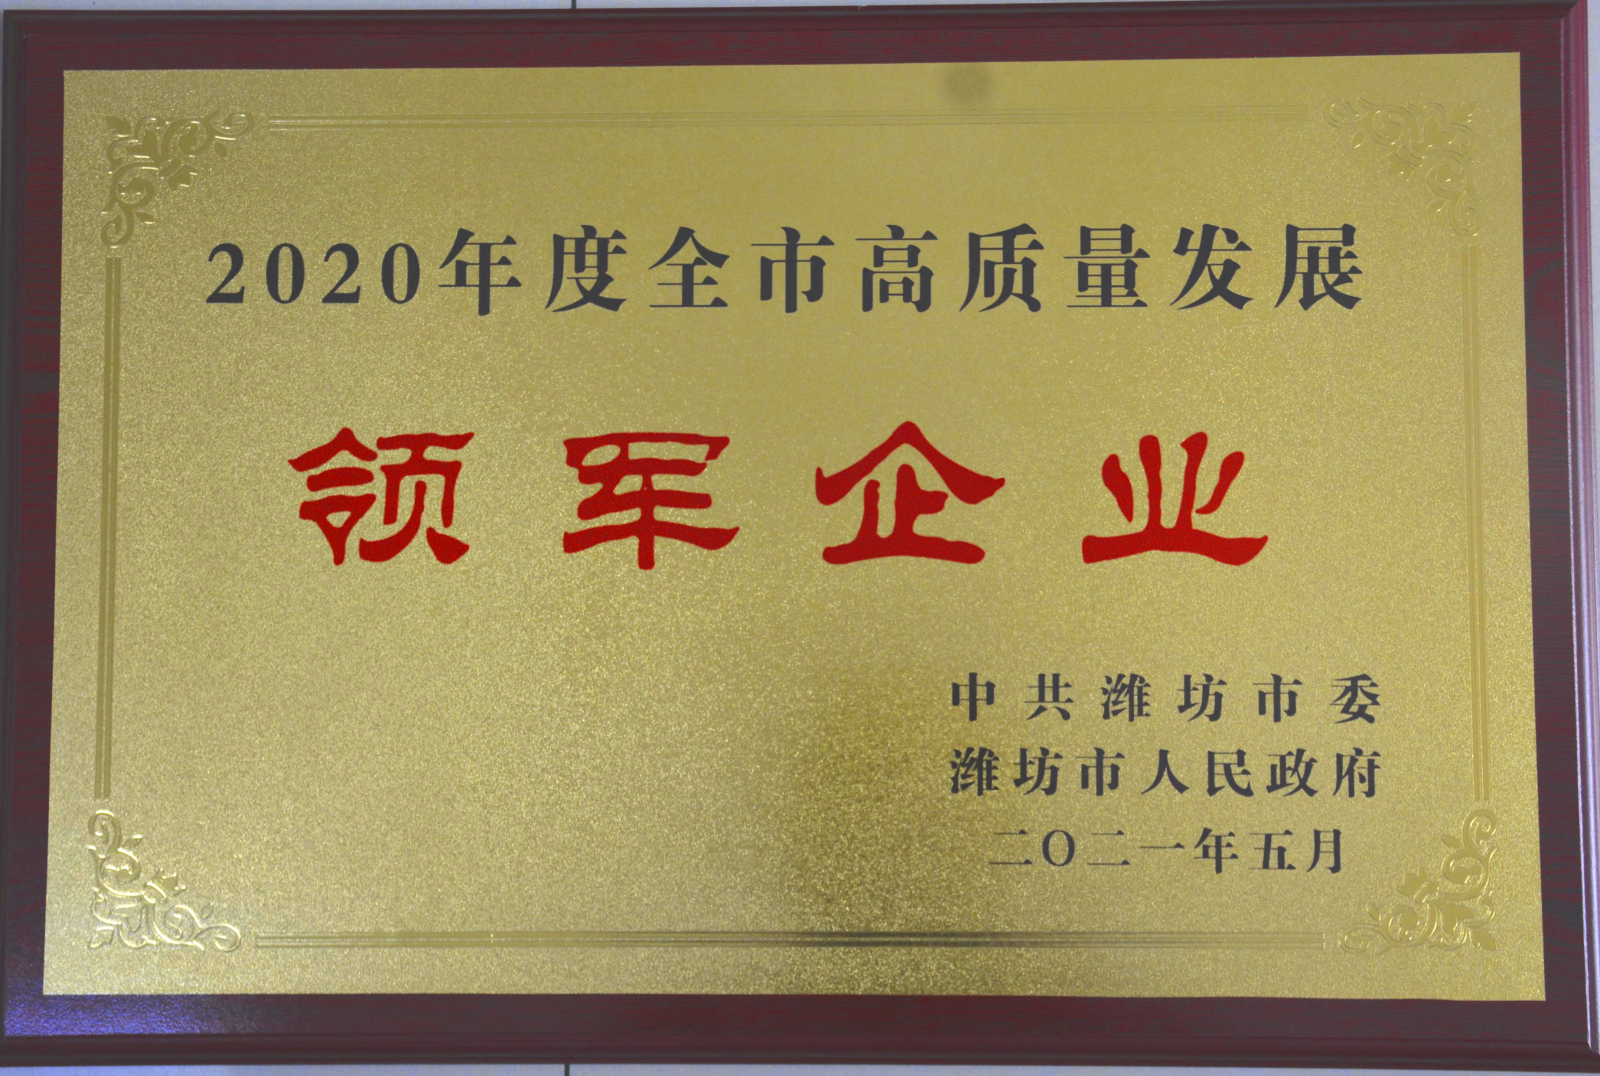 2020年度全市高质量发展
领军企业
中共潍坊市委
潍坊市人民政府
二〇二一年五月